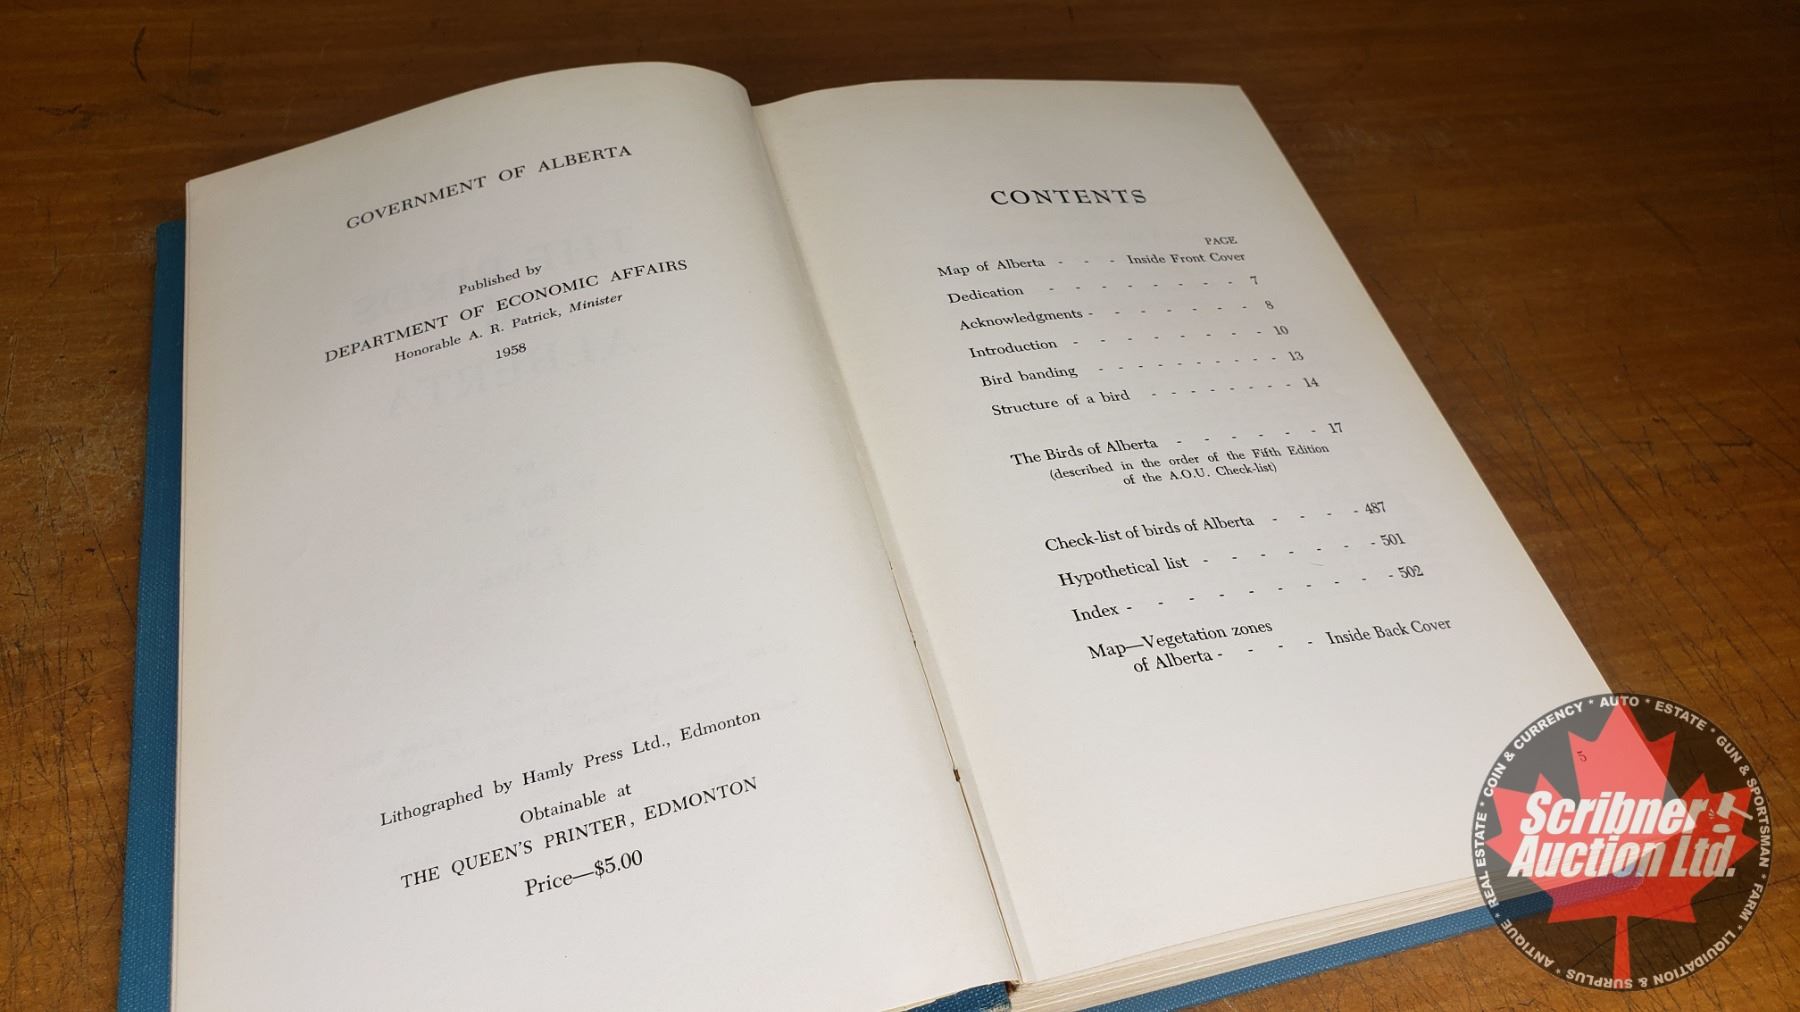 GOVERNMENT OF ALBERTA
Published by
DEPARTMENT OF ECONOMIC AFFAIRS
Honorable A. R. Patrick, Minister
1958
Lithographed by Hamly Press Ltd., Edmonton
Obtainable at
THE QUEEN'S PRINTER, EDMONTON
Price—$5.00
CONTENTS
PAGE
Map of Alberta - - - Inside Front Cover
Dedication - - - - - - - - 7
Acknowledgments - - - - - - - 8
Introduction - - - - - - - - 10
Bird banding - - - - - - - - - 13
Structure of a bird - - - - - - - - 14
The Birds of Alberta - - - - - - 17
(described in the order of the Fifth Edition
of the A.O.U. Check-list)
Check-list of birds of Alberta - - - - 487
Hypothetical list - - - - - - - 501
Index - - - - - - - - - - 502
Map—Vegetation zones
of Alberta - - - - Inside Back Cover
5
Scribner
Auction Ltd.
REAL ESTATE * COIN & CURRENCY * AUTO * ESTATE * GUN & SPORTSMAN * FARM * LIQUIDATION & SURPLUS * ANTIQUE *